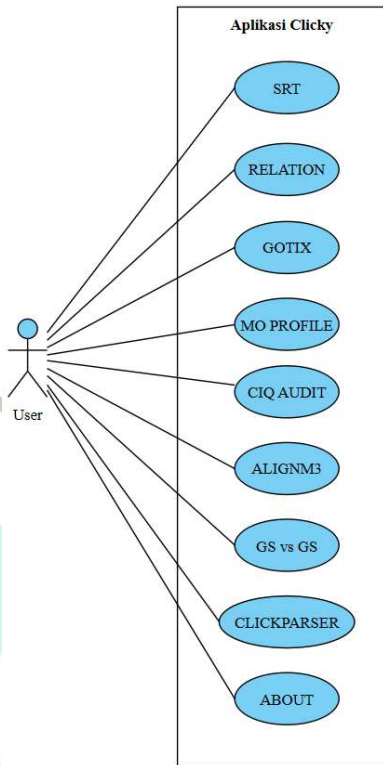 Aplikasi Clicky
SRT
RELATION
GOTIX
MO PROFILE
CIQ AUDIT
User
ALIGNM3
GS vs GS
CLICKPARSER
ABOUT